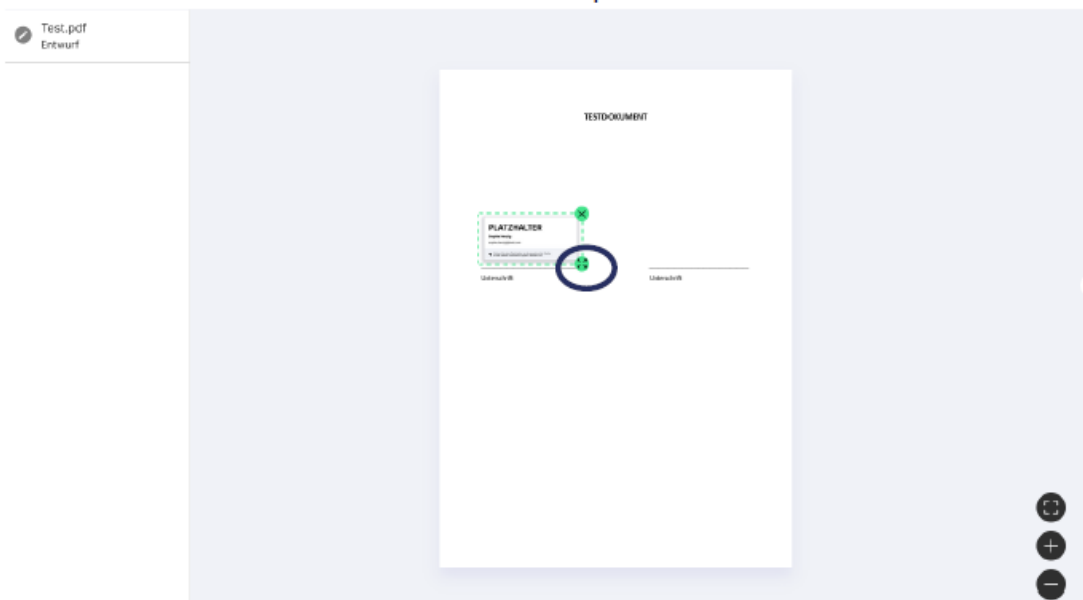 Test.pdf
Entwurf
TESTDOKUMENT
PLATZHALTER
Unterschrift
Unterschrift